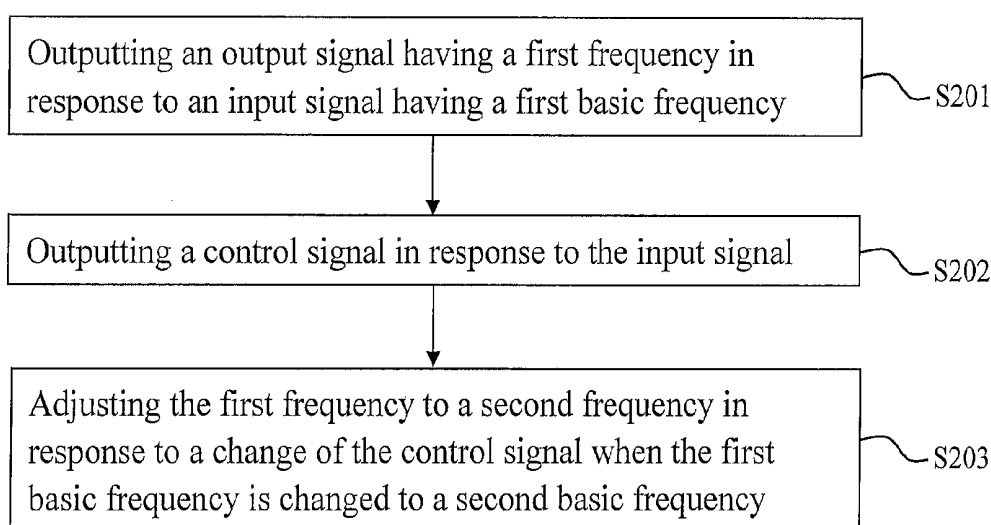 Outputting an output signal having a first frequency in
response to an input signal having a first basic frequency
S201
Outputting a control signal in response to the input signal
S202
Adjusting the first frequency to a second frequency in
response to a change of the control signal when the first
basic frequency is changed to a second basic frequency
S203